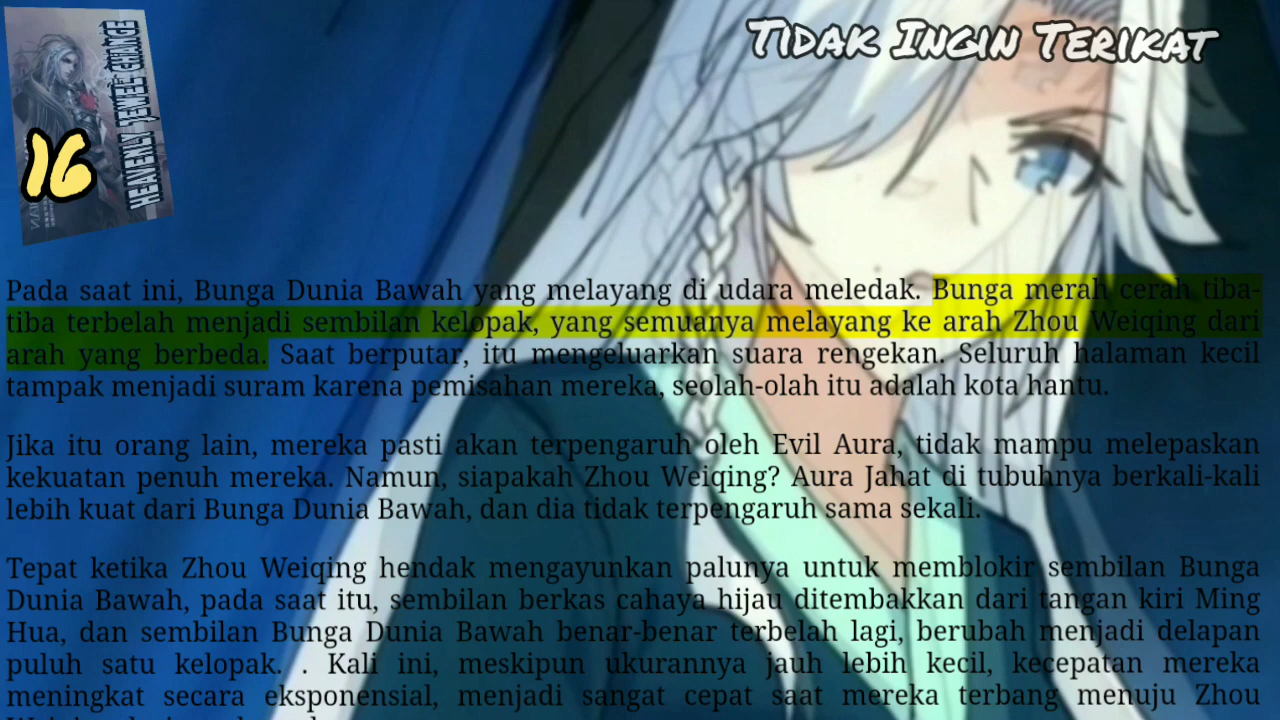 Tidak Ingin Terikat
HEAVENLY JEWEL CHANGE
16
Pada saat ini, Bunga Dunia Bawah yang melayang di udara meledak. Bunga merah cerah tiba-
tiba terbelah menjadi sembilan kelopak, yang semuanya melayang ke arah Zhou Weiqing dari
arah yang berbeda. Saat berputar, itu mengeluarkan suara rengekan. Seluruh halaman kecil
tampak menjadi suram karena pemisahan mereka, seolah-olah itu adalah kota hantu.
Jika itu orang lain, mereka pasti akan terpengaruh oleh Evil Aura, tidak mampu melepaskan
kekuatan penuh mereka. Namun, siapakah Zhou Weiqing? Aura Jahat di tubuhnya berkali-kali
lebih kuat dari Bunga Dunia Bawah, dan dia tidak terpengaruh sama sekali.
Tepat ketika Zhou Weiqing hendak mengayunkan palunya untuk memblokir sembilan Bunga
Dunia Bawah, pada saat itu, sembilan berkas cahaya hijau ditembakkan dari tangan kiri Ming
Hua, dan sembilan Bunga Dunia Bawah benar-benar terbelah lagi, berubah menjadi delapan
puluh satu kelopak. . Kali ini, meskipun ukurannya jauh lebih kecil, kecepatan mereka
meningkat secara eksponensial, menjadi sangat cepat saat mereka terbang menuju Zhou